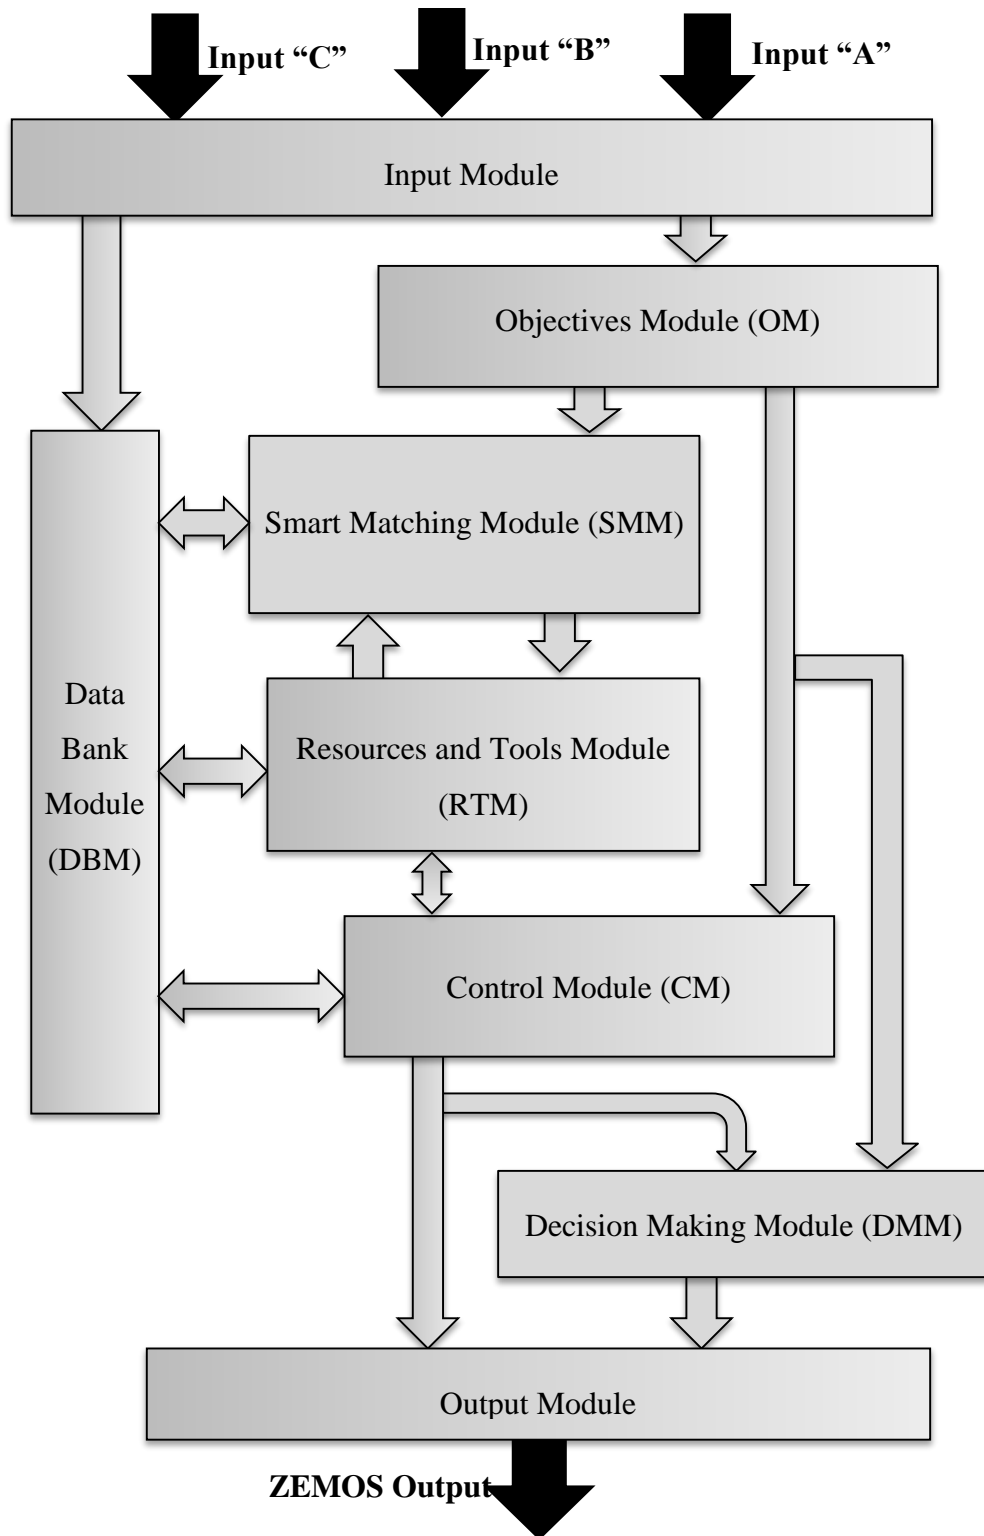 Input “C”
Input “B”
Input “A”
Input Module
Objectives Module (OM)
Smart Matching Module (SMM)
Data
Bank
Module
(DBM)
Resources and Tools Module
(RTM)
Control Module (CM)
Decision Making Module (DMM)
Output Module
ZEMOS Output